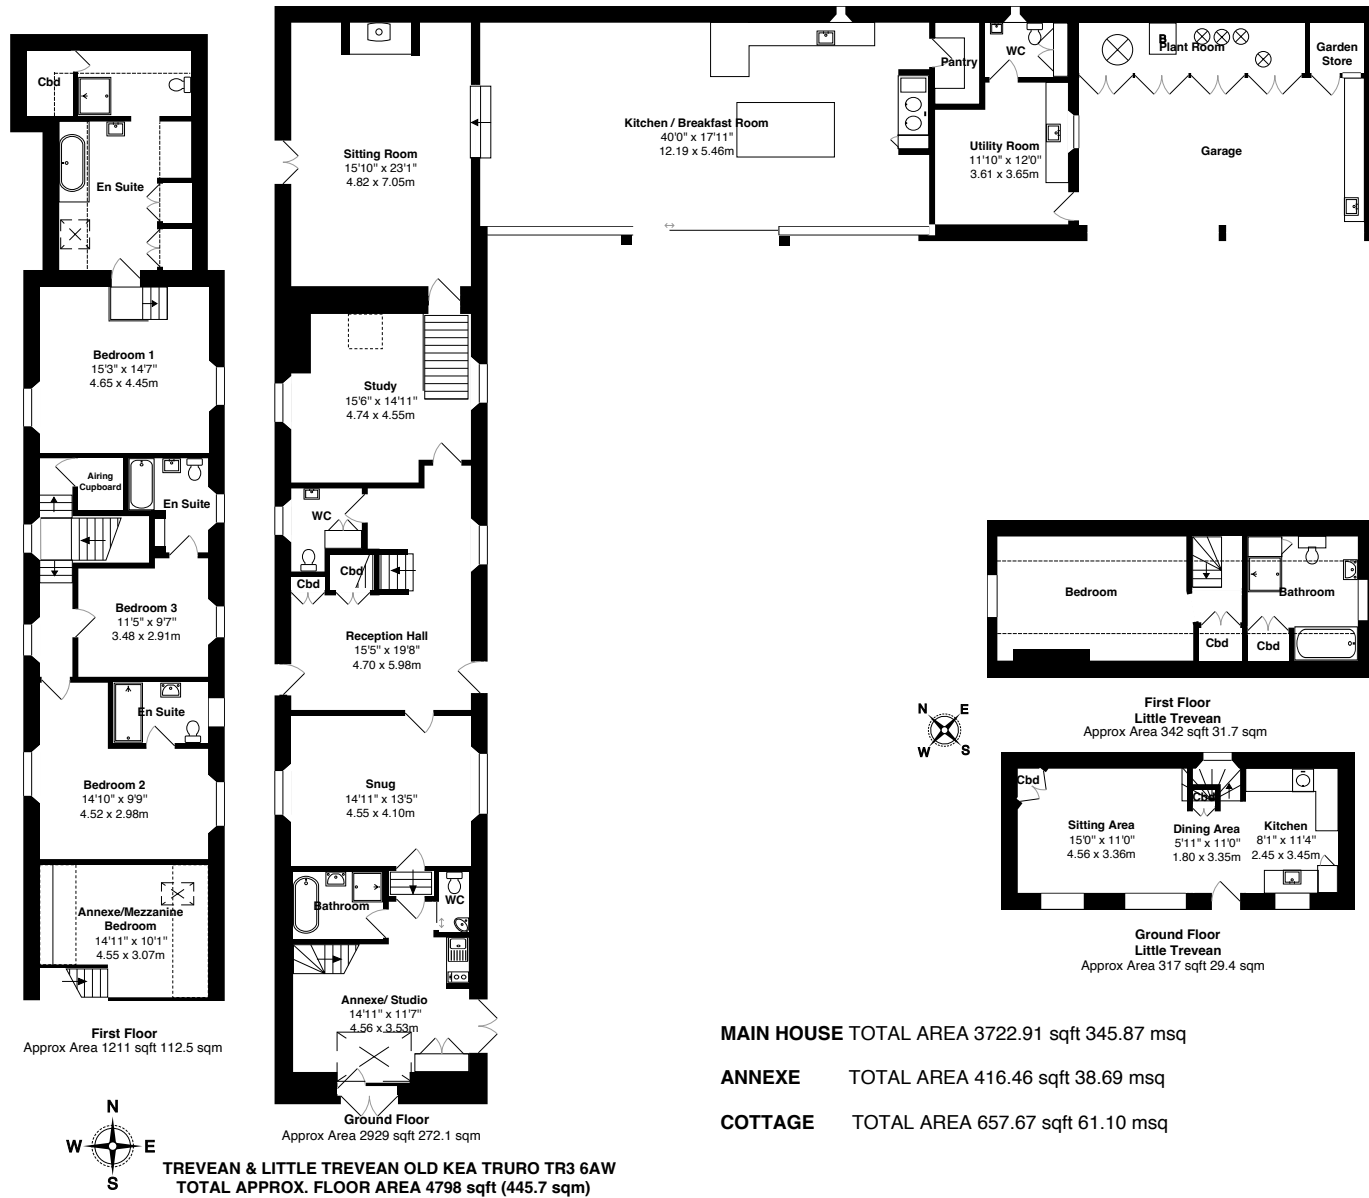 Cbd
En Suite
Bedroom 1
15'3" x 14'7"
4.65 x 4.45m
Airing
Cupboard
En Suite
Bedroom 3
11'5" x 9'7"
3.48 x 2.91m
En Suite
Bedroom 2
14'10" x 9'9"
4.52 x 2.98m
Annexe/Mezzanine
Bedroom
14'11" x 10'1"
4.55 x 3.07m
First Floor
Approx Area 1211 sqft 112.5 sqm
Sitting Room
15'10" x 23'1"
4.82 x 7.05m
Kitchen / Breakfast Room
40'0" x 17'11"
12.19 x 5.46m
Pantry
WC
Utility Room
11'10" x 12'0"
3.61 x 3.65m
B
Plant Room
Garden
Store
Garage
Study
15'6" x 14'11"
4.74 x 4.55m
WC
Cbd
Cbd
Reception Hall
15'5" x 19'8"
4.70 x 5.98m
Snug
14'11" x 13'5"
4.55 x 4.10m
Bathroom
WC
Annexe/ Studio
14'11" x 11'7"
4.56 x 3.53m
Ground Floor
Approx Area 2929 sqft 272.1 sqm
Bedroom
Cbd
Cbd
Bathroom
First Floor
Little Trevean
Approx Area 342 sqft 31.7 sqm
N
E
W
S
Cbd
Sitting Area
15'0" x 11'0"
4.56 x 3.36m
Cbd
Dining Area
5'11" x 11'0"
1.80 x 3.35m
Kitchen
8'1" x 11'4"
2.45 x 3.45m
Ground Floor
Little Trevean
Approx Area 317 sqft 29.4 sqm
MAIN HOUSE TOTAL AREA 3722.91 sqft 345.87 msq
ANNEXE TOTAL AREA 416.46 sqft 38.69 msq
COTTAGE TOTAL AREA 657.67 sqft 61.10 msq
N
W
E
S
TREVEAN & LITTLE TREVEAN OLD KEA TRURO TR3 6AW
TOTAL APPROX. FLOOR AREA 4798 sqft (445.7 sqm)